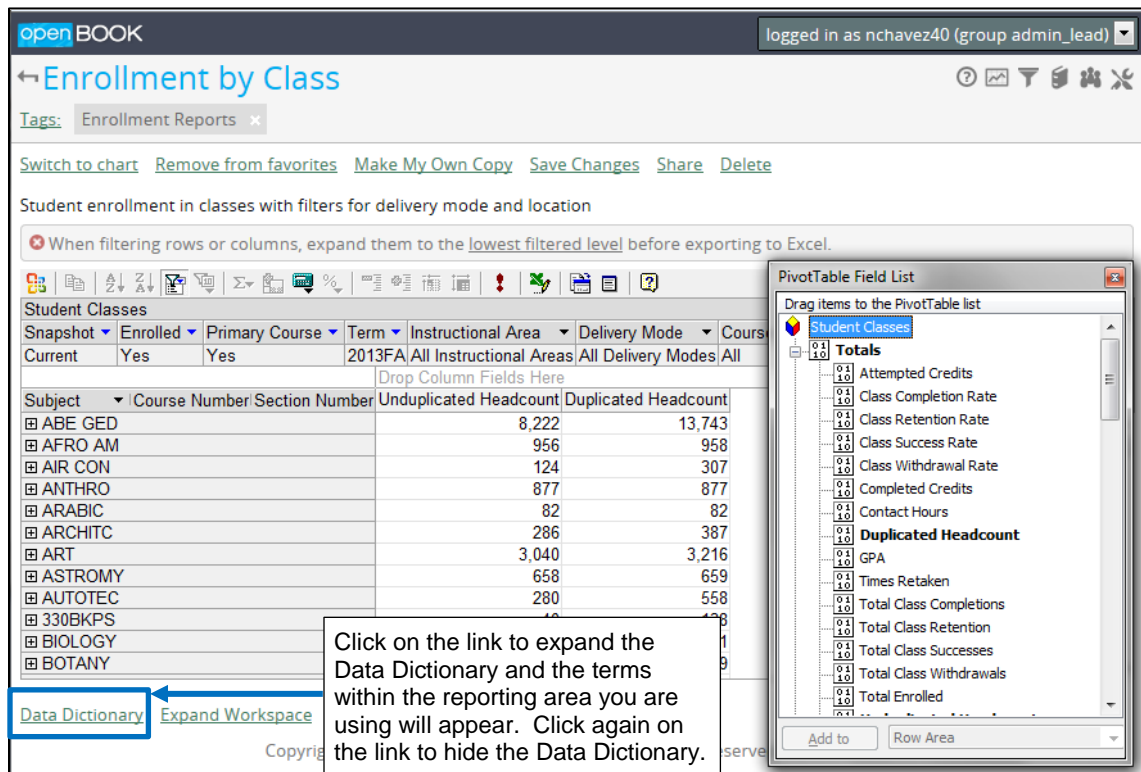 open BOOK
logged in as nchavez40 (group admin_lead)
Enrollment by Class
Tags: Enrollment Reports ×
Switch to chart Remove from favorites Make My Own Copy Save Changes Share Delete
Student enrollment in classes with filters for delivery mode and location
When filtering rows or columns, expand them to the lowest filtered level before exporting to Excel.
Student Classes
Snapshot Enrolled Primary Course Term Instructional Area Delivery Mode Cours
Current Yes Yes 2013FA All Instructional Areas All Delivery Modes All
Drop Column Fields Here
Subject Course Number Section Number Unduplicated Headcount Duplicated Headcount
ABE GED 8,222 13,743
AFRO AM 956 958
AIR CON 124 307
ANTHRO 877 877
ARABIC 82 82
ARCHITC 286 387
ART 3,040 3,216
ASTROMY 658 659
AUTOTEC 280 558
330BKPS
BIOLOGY
BOTANY
Data Dictionary Expand Workspace
Copyrig
serve
Click on the link to expand the
Data Dictionary and the terms
within the reporting area you are
using will appear. Click again on
the link to hide the Data Dictionary.
PivotTable Field List
Drag items to the PivotTable list
Student Classes
Totals
Attempted Credits
Class Completion Rate
Class Retention Rate
Class Success Rate
Class Withdrawal Rate
Completed Credits
Contact Hours
Duplicated Headcount
GPA
Times Retaken
Total Class Completions
Total Class Retention
Total Class Successes
Total Class Withdrawals
Total Enrolled
Add to Row Area